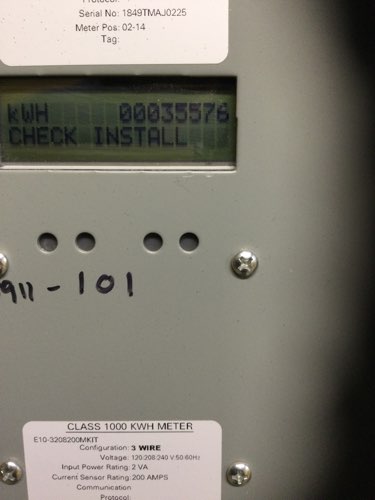 Protocol:
Serial No: 1849TMAJ0225
Meter Pos: 02-14
Tag:
kWH 00035576
CHECK INSTALL
911-101
CLASS 1000 KWH METER
E10-3208200MKIT
Configuration: 3 WIRE
Voltage: 120/208-240 V:50-60Hz
Input Power Rating: 2 VA
Current Sensor Rating: 200 AMPS
Communication
Protocol: